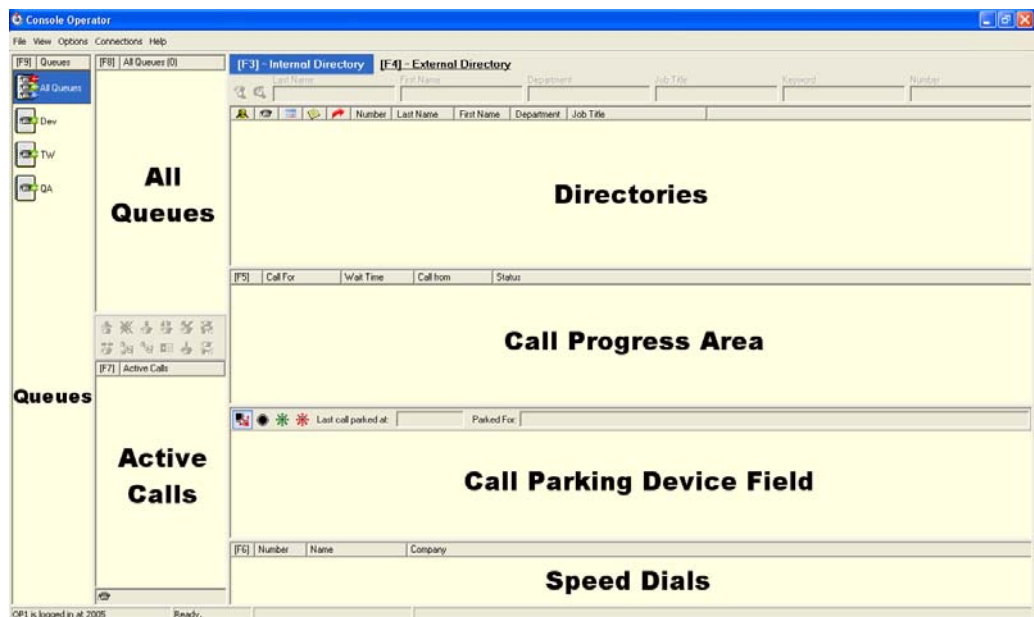 Console Operator
File View Options Connections Help
[F9] Queues
[F8] All Queues (0)
[F3] - Internal Directory
[F4] - External Directory
Last Name
First Name
Department
Job Title
Keyword
Number
All Queues
Dev
TW
QA
Number
Last Name
First Name
Department
Job Title
All
Queues
Directories
[F5]
Call For
Wait Time
Call from
Status
Call Progress Area
[F7] Active Calls
Queues
Last call parked at:
Parked For:
Active
Calls
Call Parking Device Field
[F6]
Number
Name
Company
Speed Dials
OP1 is logged in at 2005
Ready.